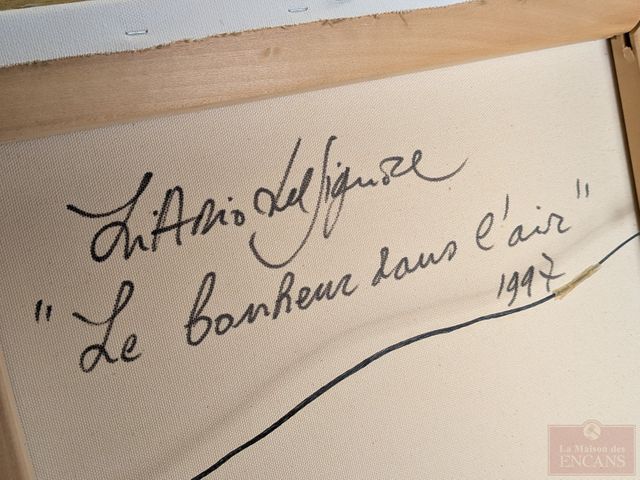 Littorio Del Signore
"Le bonheur dans l'air"
1997
La Maison des
ENCANS